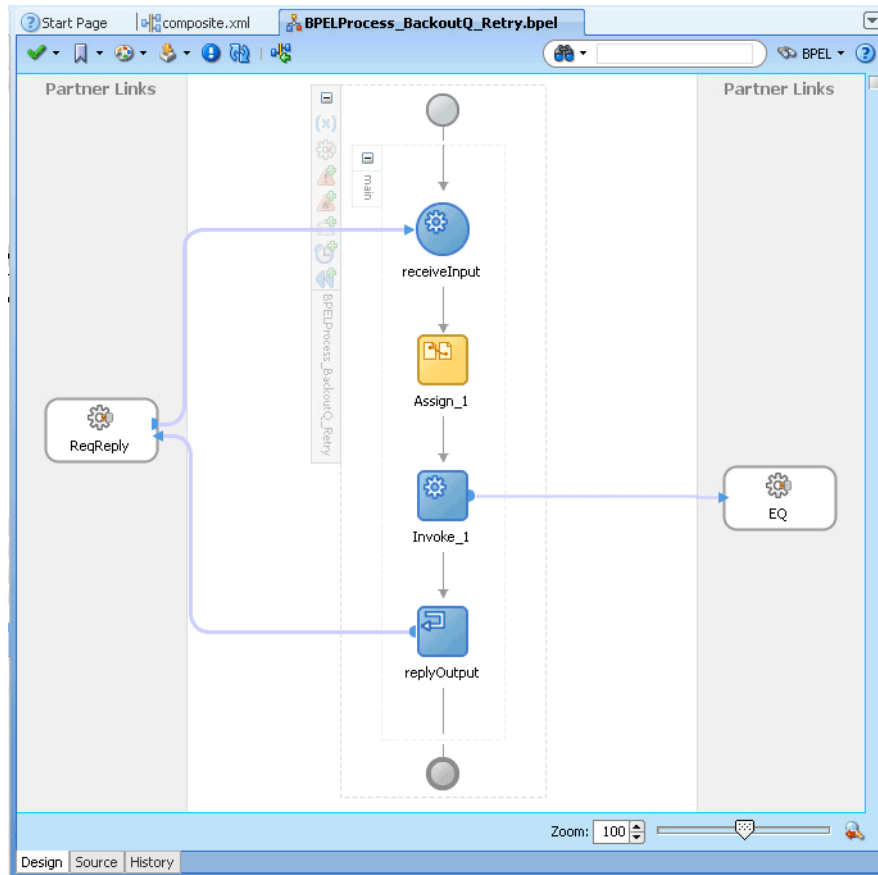 Start Page
composite.xml
BPELProcess_BackoutQ_Retry.bpel
BPEL
Partner Links
Partner Links
(x)
main
receiveInput
BPELProcess_BackoutQ_Retry
Assign_1
ReqReply
Invoke_1
EQ
replyOutput
Zoom: 100
Design Source History